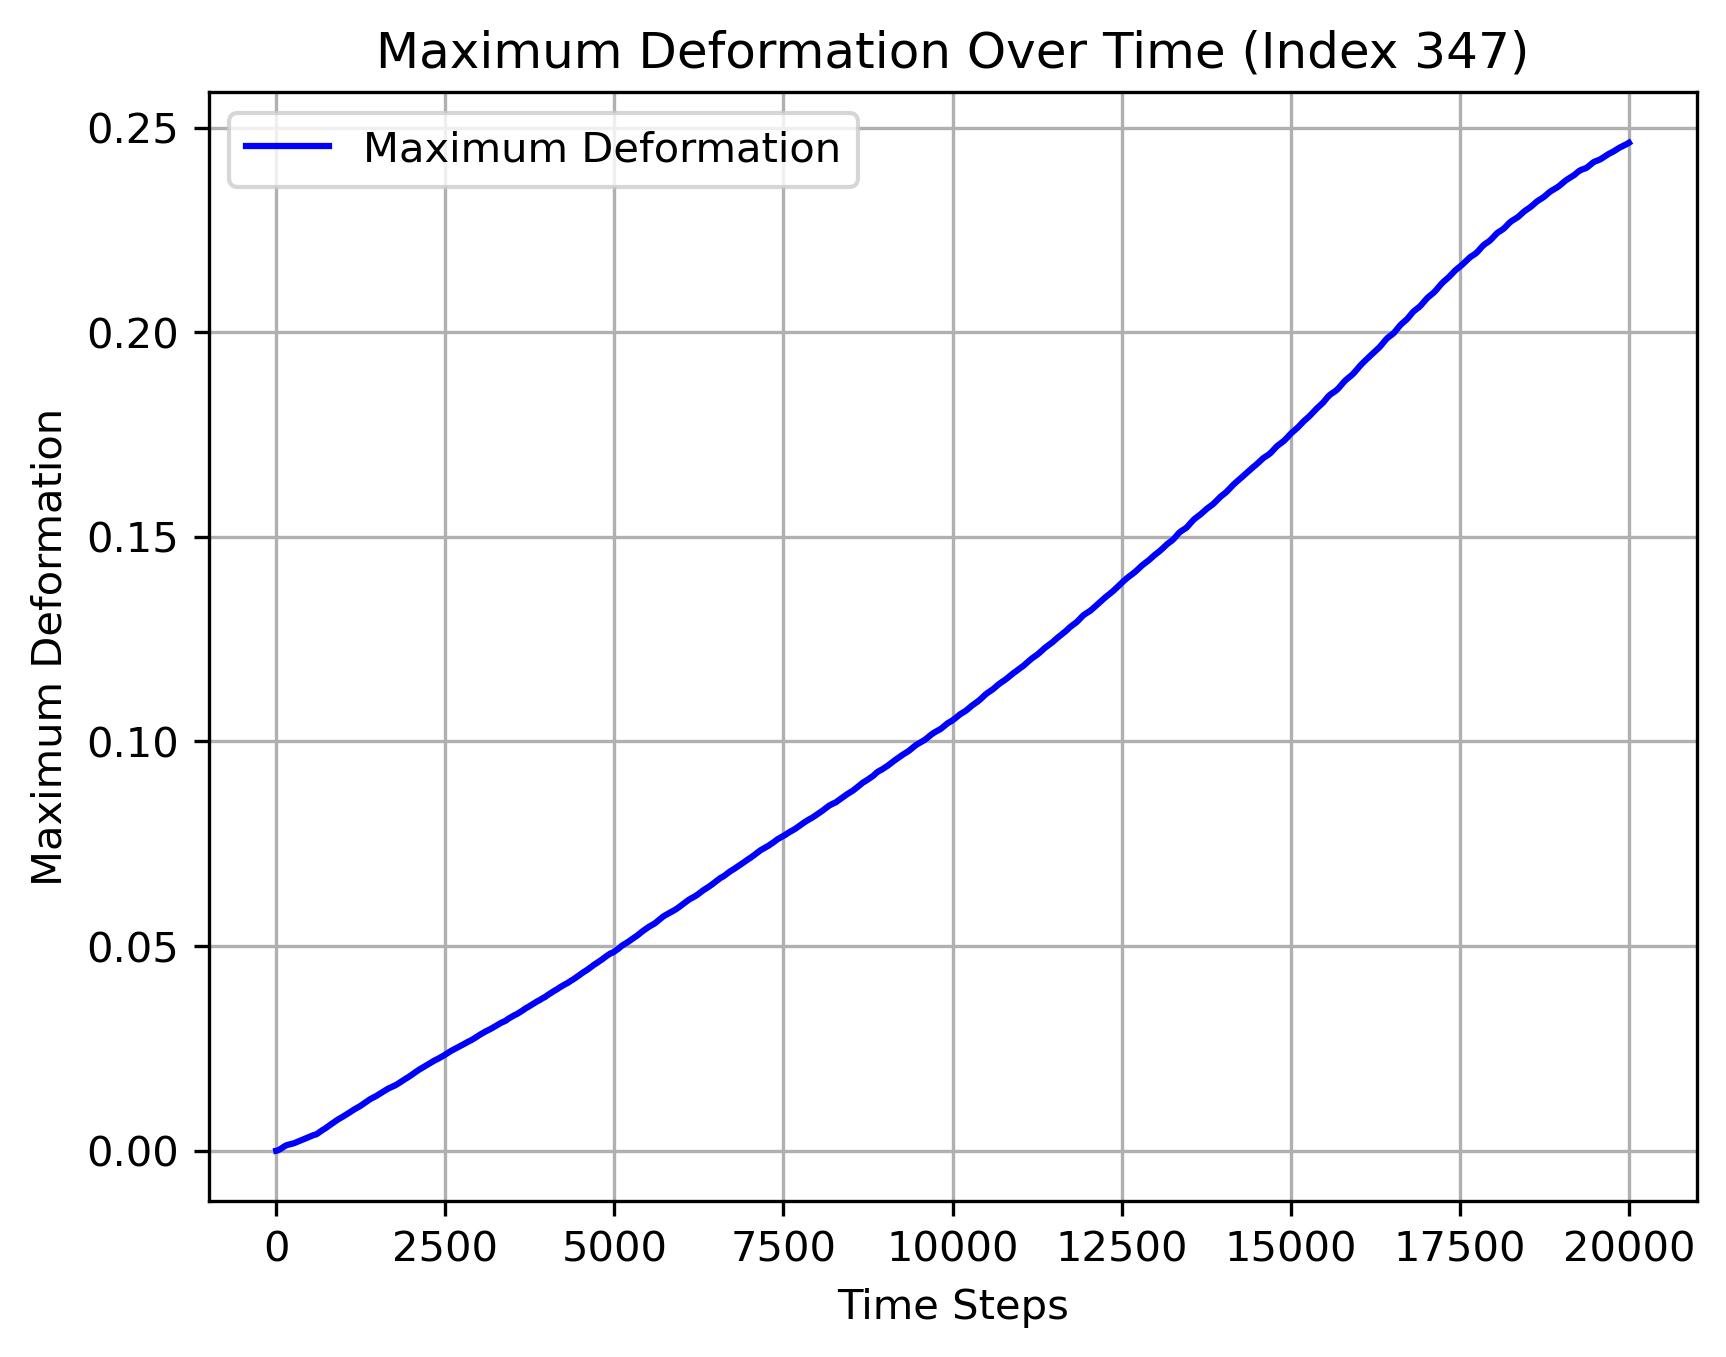 Maximum Deformation Over Time (Index 347)
Maximum Deformation
0.25
0.20
0.15
0.10
0.05
0.00
Maximum Deformation
0 2500 5000 7500 10000 12500 15000 17500 20000
Time Steps